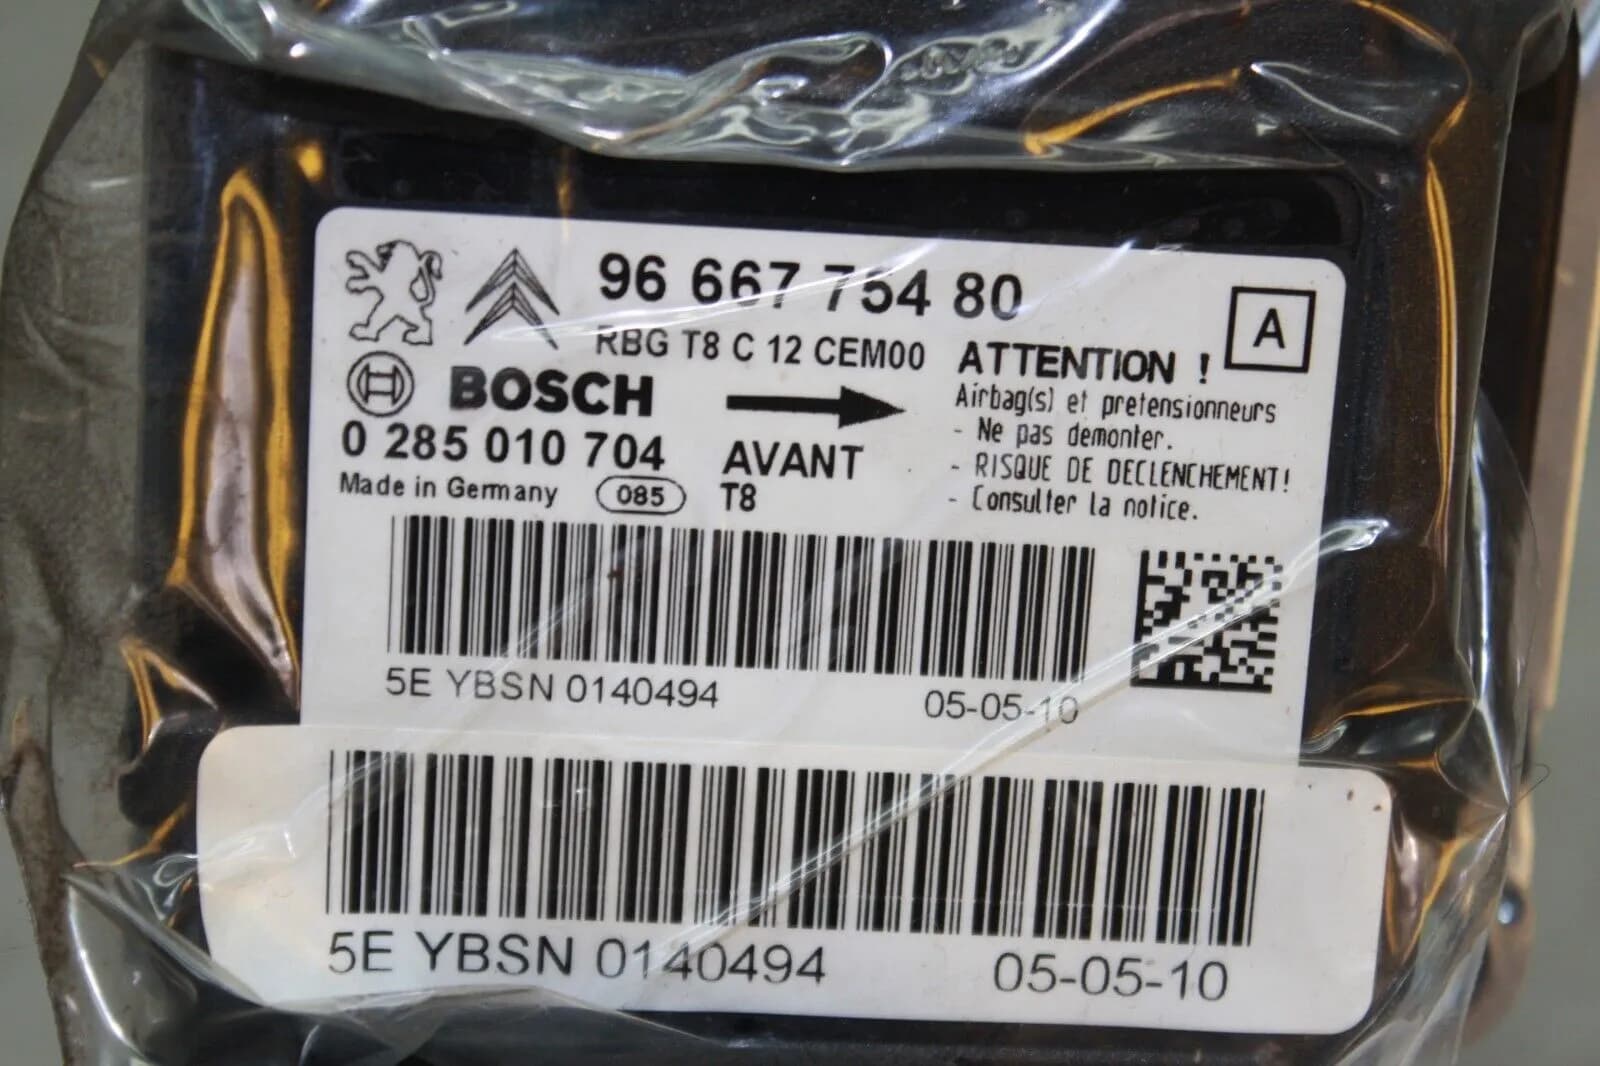 96 667 754 80
A
RBG T8 C 12 CEM00
ATTENTION !
BOSCH
Airbag(s) et pretensionneurs
- Ne pas demonter.
0 285 010 704
AVANT
- RISQUE DE DECLENCHEMENT!
Made in Germany
085
T8
- Consulter la notice.
5E YBSN 0140494
05-05-10
5E YBSN 0140494
05-05-10